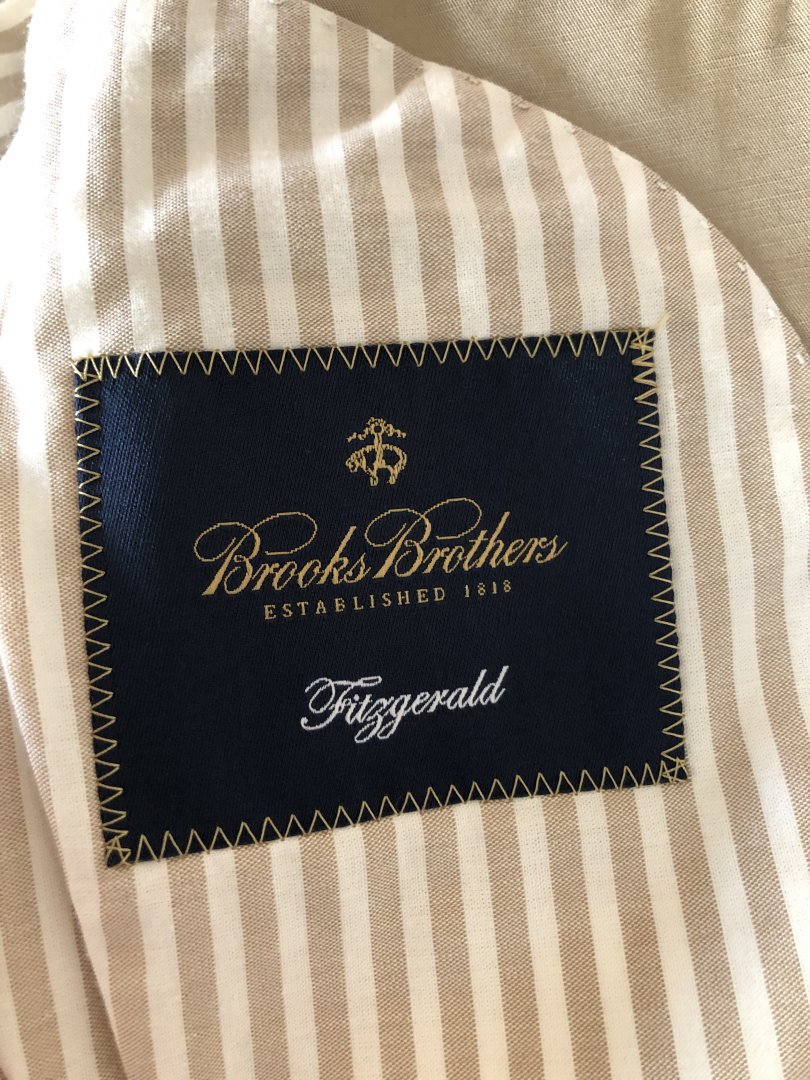 Brooks Brothers
ESTABLISHED 1818
Fitzgerald